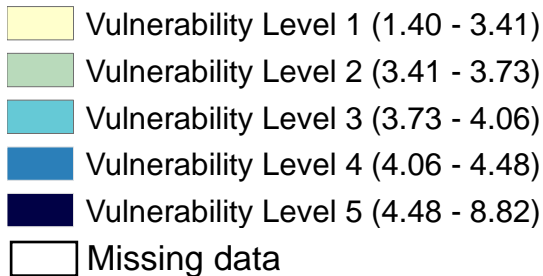 Vulnerability Level 1 (1.40 - 3.41)
Vulnerability Level 2 (3.41 - 3.73)
Vulnerability Level 3 (3.73 - 4.06)
Vulnerability Level 4 (4.06 - 4.48)
Vulnerability Level 5 (4.48 - 8.82)
Missing data